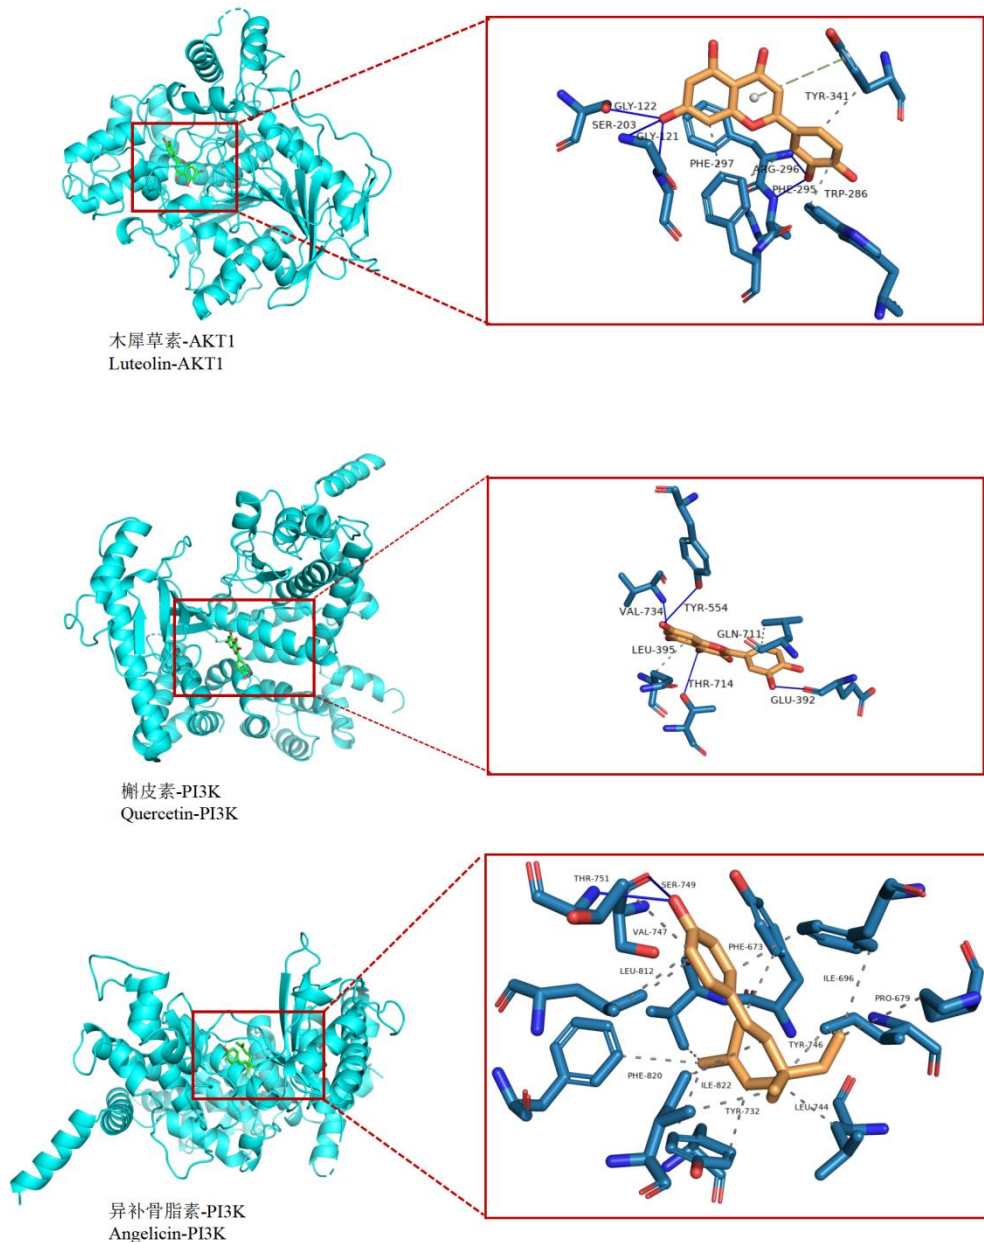 GLY-122
SER-203
GLY-121
TYR-341
PHE-297
ARG-296
PHE-295
TRP-286
木犀草素-AKT1
Luteolin-AKT1
VAL-734
TYR-554
GLN-711
LEU-395
THR-714
GLU-392
槲皮素-PI3K
Quercetin-PI3K
THR-751
SER-749
VAL-747
PHE-673
LEU-812
ILE-696
PRO-679
TYR-746
PHE-820
ILE-822
TYR-732
LEU-744
异补骨脂素-PI3K
Angelicin-PI3K